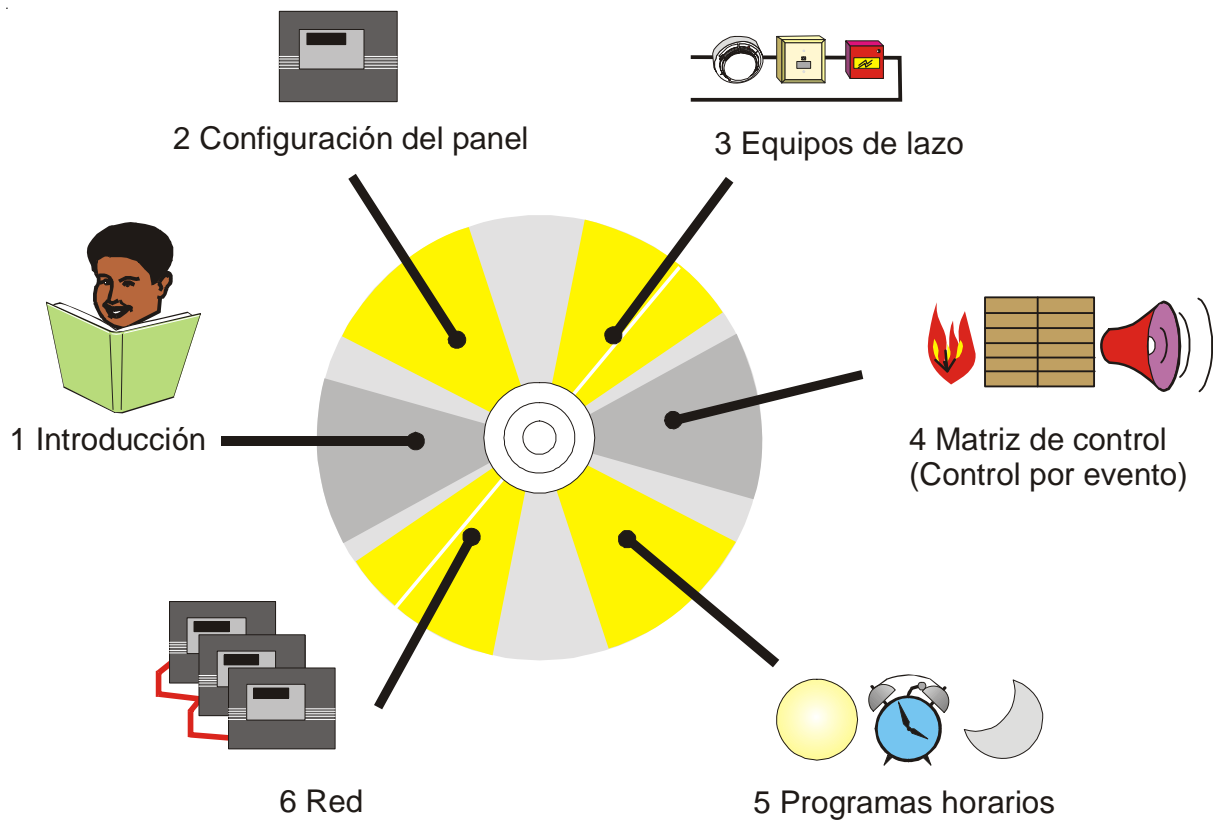 2 Configuración del panel
3 Equipos de lazo
1 Introducción
4 Matriz de control
(Control por evento)
6 Red
5 Programas horarios